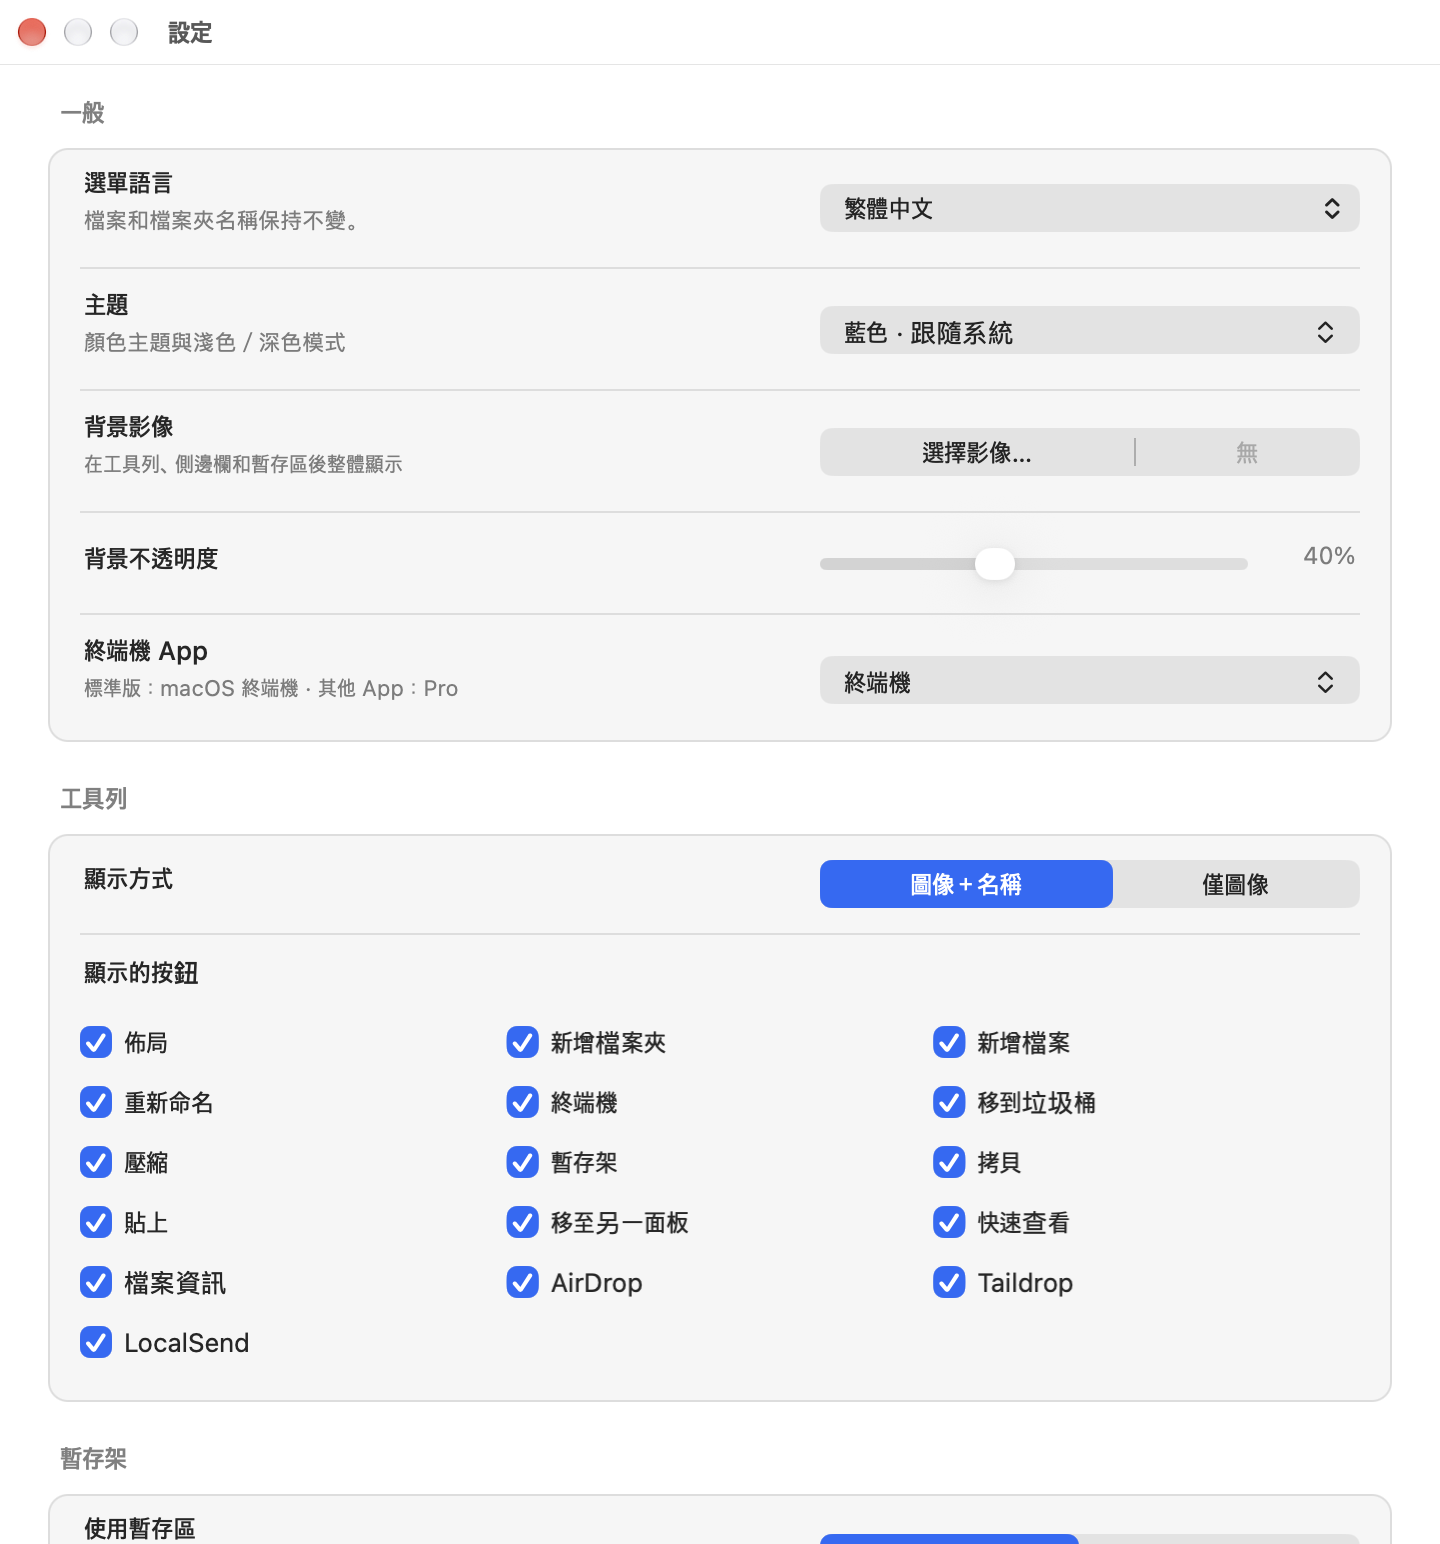 設定
一般
選單語言
檔案和檔案夾名稱保持不變。
繁體中文
主題
顏色主題與淺色 / 深色模式
藍色 · 跟隨系統
背景影像
在工具列、側邊欄和暫存區後整體顯示
選擇影像...
無
背景不透明度
40%
終端機 App
標準版：macOS 終端機 · 其他 App：Pro
終端機
工具列
顯示方式
圖像 + 名稱
僅圖像
顯示的按鈕
佈局
新增檔案夾
新增檔案
重新命名
終端機
移到垃圾桶
壓縮
暫存架
拷貝
貼上
移至另一面板
快速查看
檔案資訊
AirDrop
Taildrop
LocalSend
暫存架
使用暫存區